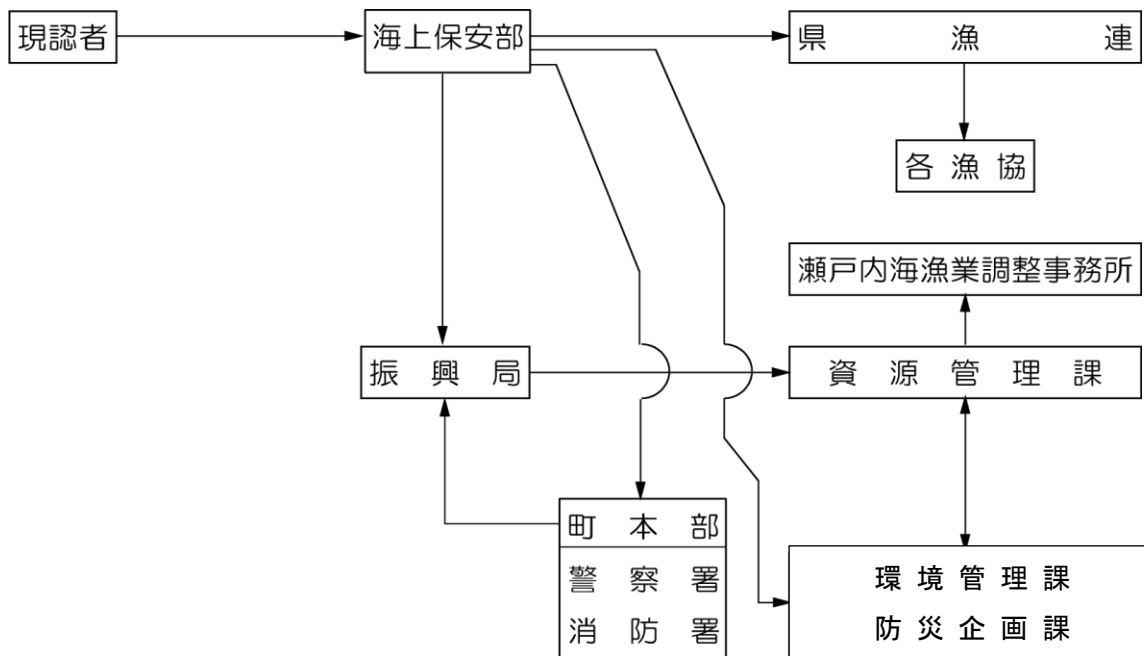 現認者
海上保安部
県漁連
各漁協
瀬戸内海漁業調整事務所
振興局
資源管理課
町本部
警察署
消防署
環境管理課
防災企画課